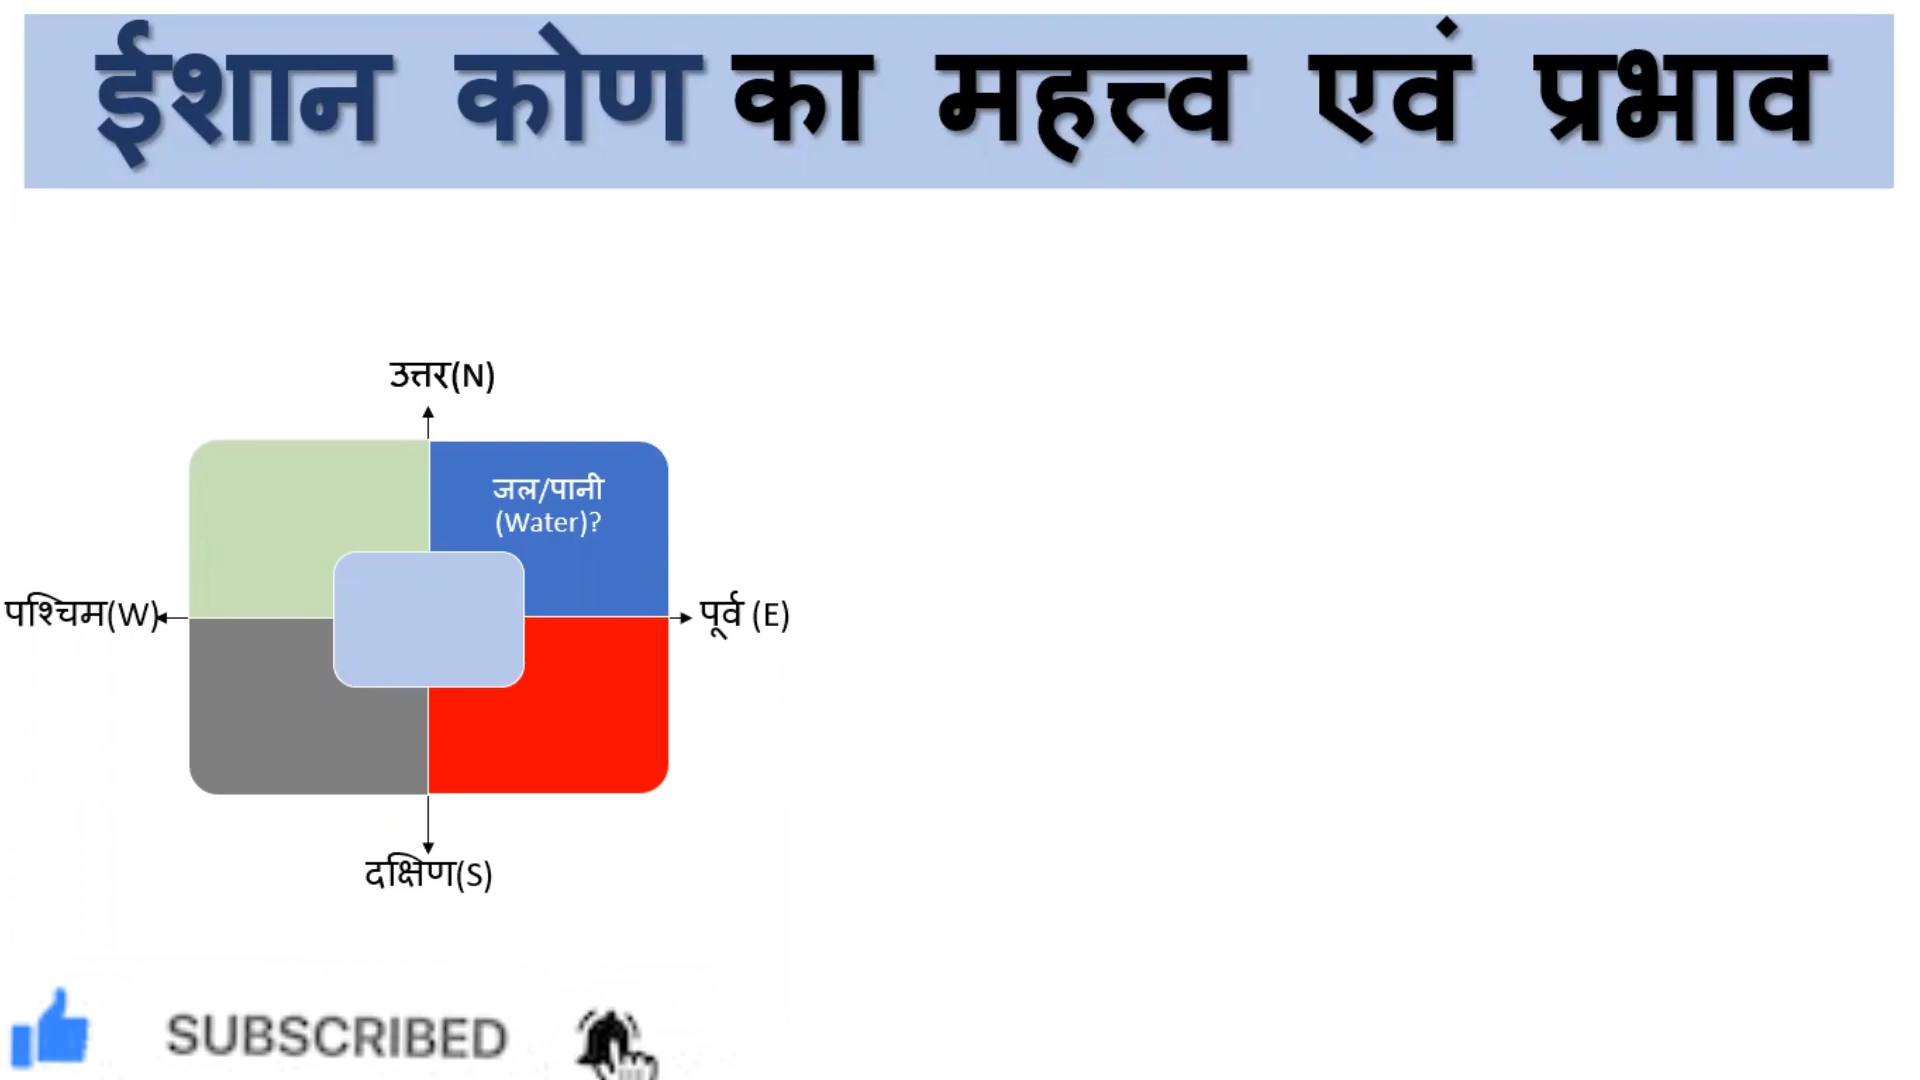 ईशान कोण का महत्त्व एवं प्रभाव
उत्तर(N)
जल/पानी
(Water)?
पश्चिम(W)
पूर्व (E)
दक्षिण(S)
SUBSCRIBED